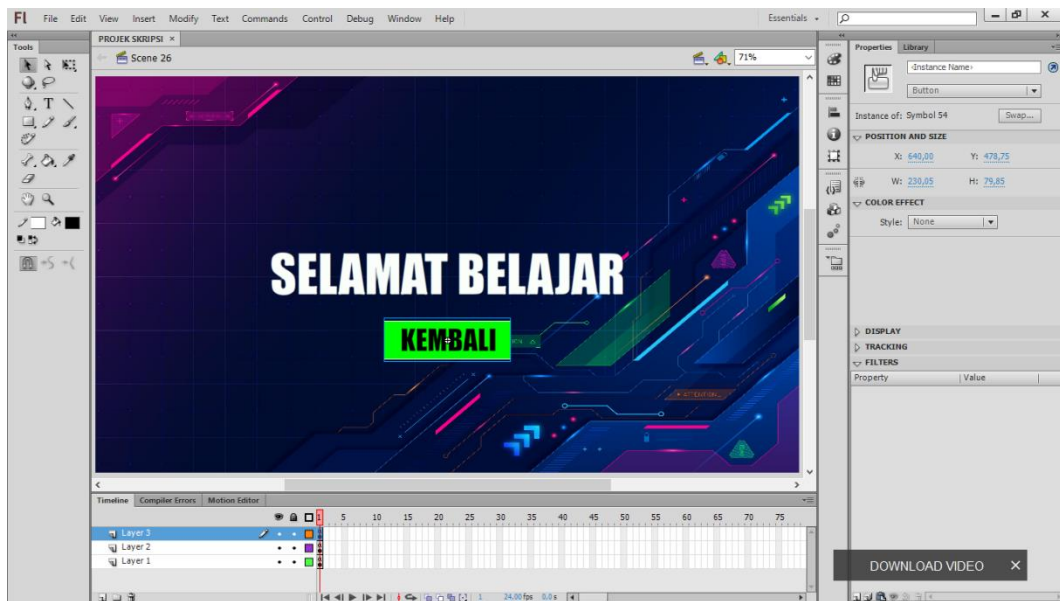 Fl File Edit View Insert Modify Text Commands Control Debug Window Help Essentials
Tools
PROJEK SKRIPSI ×
Scene 26
71%
SELAMAT BELAJAR
KEMBALI
Properties Library
<Instance Name>
Button
Instance of: Symbol 54 Swap...
POSITION AND SIZE
X: 640,00 Y: 478,75
W: 230,05 H: 79,85
COLOR EFFECT
Style: None
DISPLAY
TRACKING
FILTERS
Property Value
Timeline Compiler Errors Motion Editor
1 5 10 15 20 25 30 35 40 45 50 55 60 65 70 75
Layer 3
Layer 2
Layer 1
1 24,00 fps 0,0 s
DOWNLOAD VIDEO ×